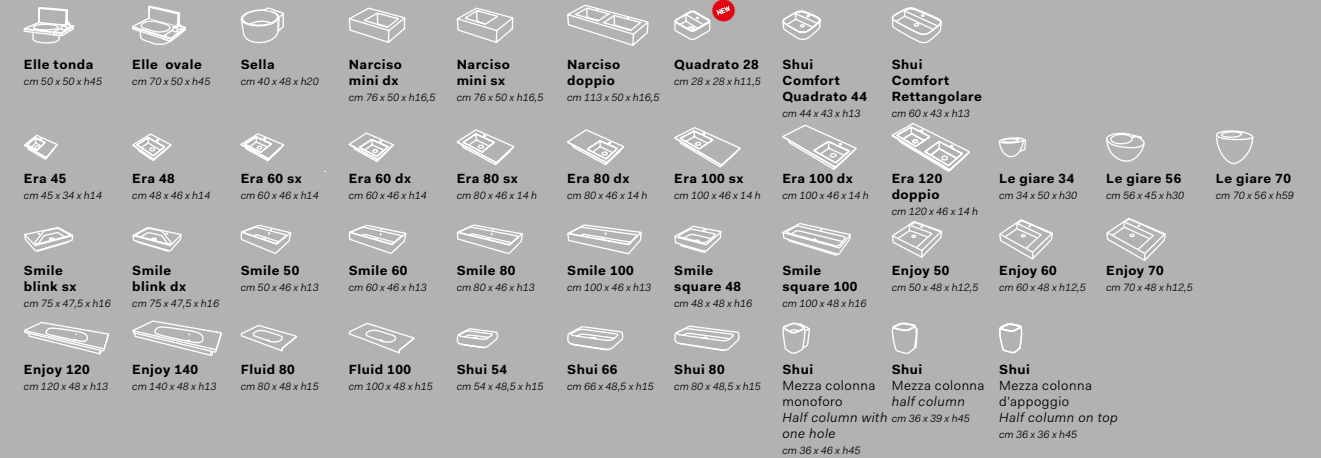 NEW
Elle tonda
cm 50 x 50 x h45
Elle ovale
cm 70 x 50 x h45
Sella
cm 40 x 48 x h20
Narciso
mini dx
cm 76 x 50 x h16,5
Narciso
mini sx
cm 76 x 50 x h16,5
Narciso
doppio
cm 113 x 50 x h16,5
Quadrato 28
cm 28 x 28 x h11,5
Shui
Comfort
Quadrato 44
cm 44 x 43 x h13
Shui
Comfort
Rettangolare
cm 60 x 43 x h13
Era 45
cm 45 x 34 x h14
Era 48
cm 48 x 46 x h14
Era 60 sx
cm 60 x 46 x h14
Era 60 dx
cm 60 x 46 x h14
Era 80 sx
cm 80 x 46 x 14 h
Era 80 dx
cm 80 x 46 x 14 h
Era 100 sx
cm 100 x 46 x 14 h
Era 100 dx
cm 100 x 46 x 14 h
Era 120
doppio
cm 120 x 46 x 14 h
Le giare 34
cm 34 x 50 x h30
Le giare 56
cm 56 x 45 x h30
Le giare 70
cm 70 x 56 x h59
Smile
blink sx
cm 75 x 47,5 x h16
Smile
blink dx
cm 75 x 47,5 x h16
Smile 50
cm 50 x 46 x h13
Smile 60
cm 60 x 46 x h13
Smile 80
cm 80 x 46 x h13
Smile 100
cm 100 x 46 x h13
Smile
square 48
cm 48 x 48 x h16
Smile
square 100
cm 100 x 48 x h16
Enjoy 50
cm 50 x 48 x h12,5
Enjoy 60
cm 60 x 48 x h12,5
Enjoy 70
cm 70 x 48 x h12,5
Enjoy 120
cm 120 x 48 x h13
Enjoy 140
cm 140 x 48 x h13
Fluid 80
cm 80 x 48 x h15
Fluid 100
cm 100 x 48 x h15
Shui 54
cm 54 x 48,5 x h15
Shui 66
cm 66 x 48,5 x h15
Shui 80
cm 80 x 48,5 x h15
Shui
Mezza colonna
monoforo
Half column with
one hole
cm 36 x 46 x h45
Shui
Mezza colonna
half column
cm 36 x 39 x h45
Shui
Mezza colonna
d'appoggio
Half column on top
cm 36 x 36 x h45